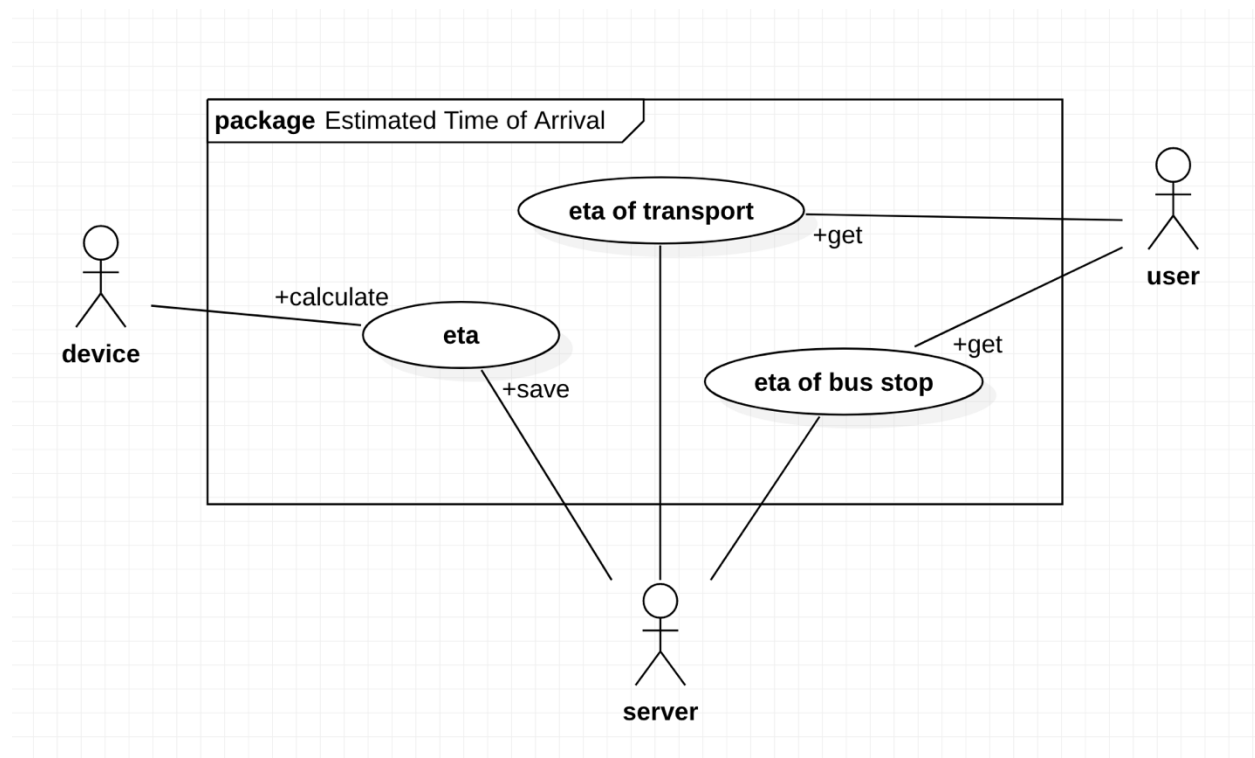 package Estimated Time of Arrival
eta of transport
+get
user
+calculate
eta
device
+get
eta of bus stop
+save
server